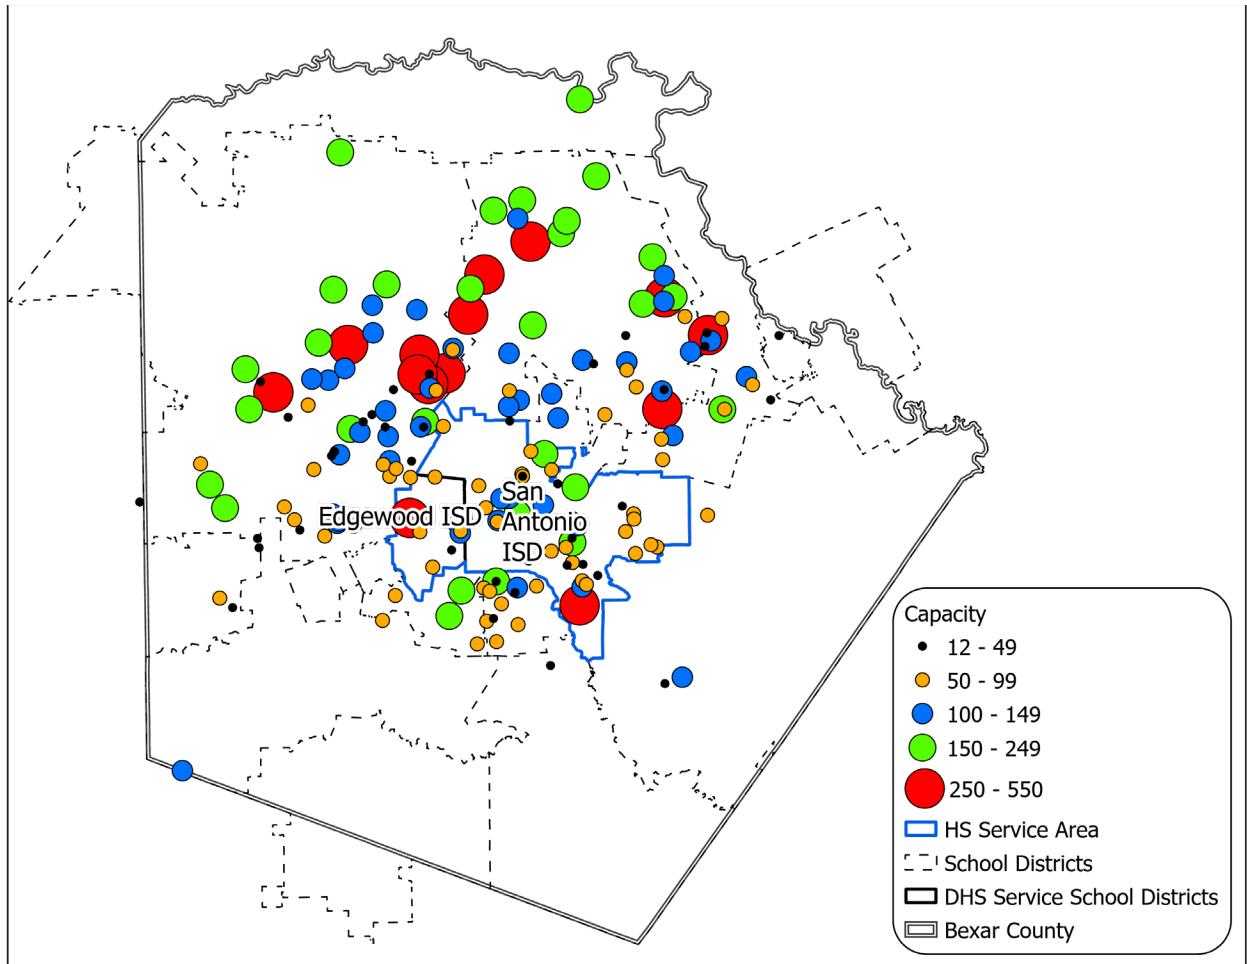 San
Edgewood ISD
Antonio
ISD
Capacity
12 - 49
50 - 99
100 - 149
150 - 249
250 - 550
HS Service Area
School Districts
DHS Service School Districts
Bexar County